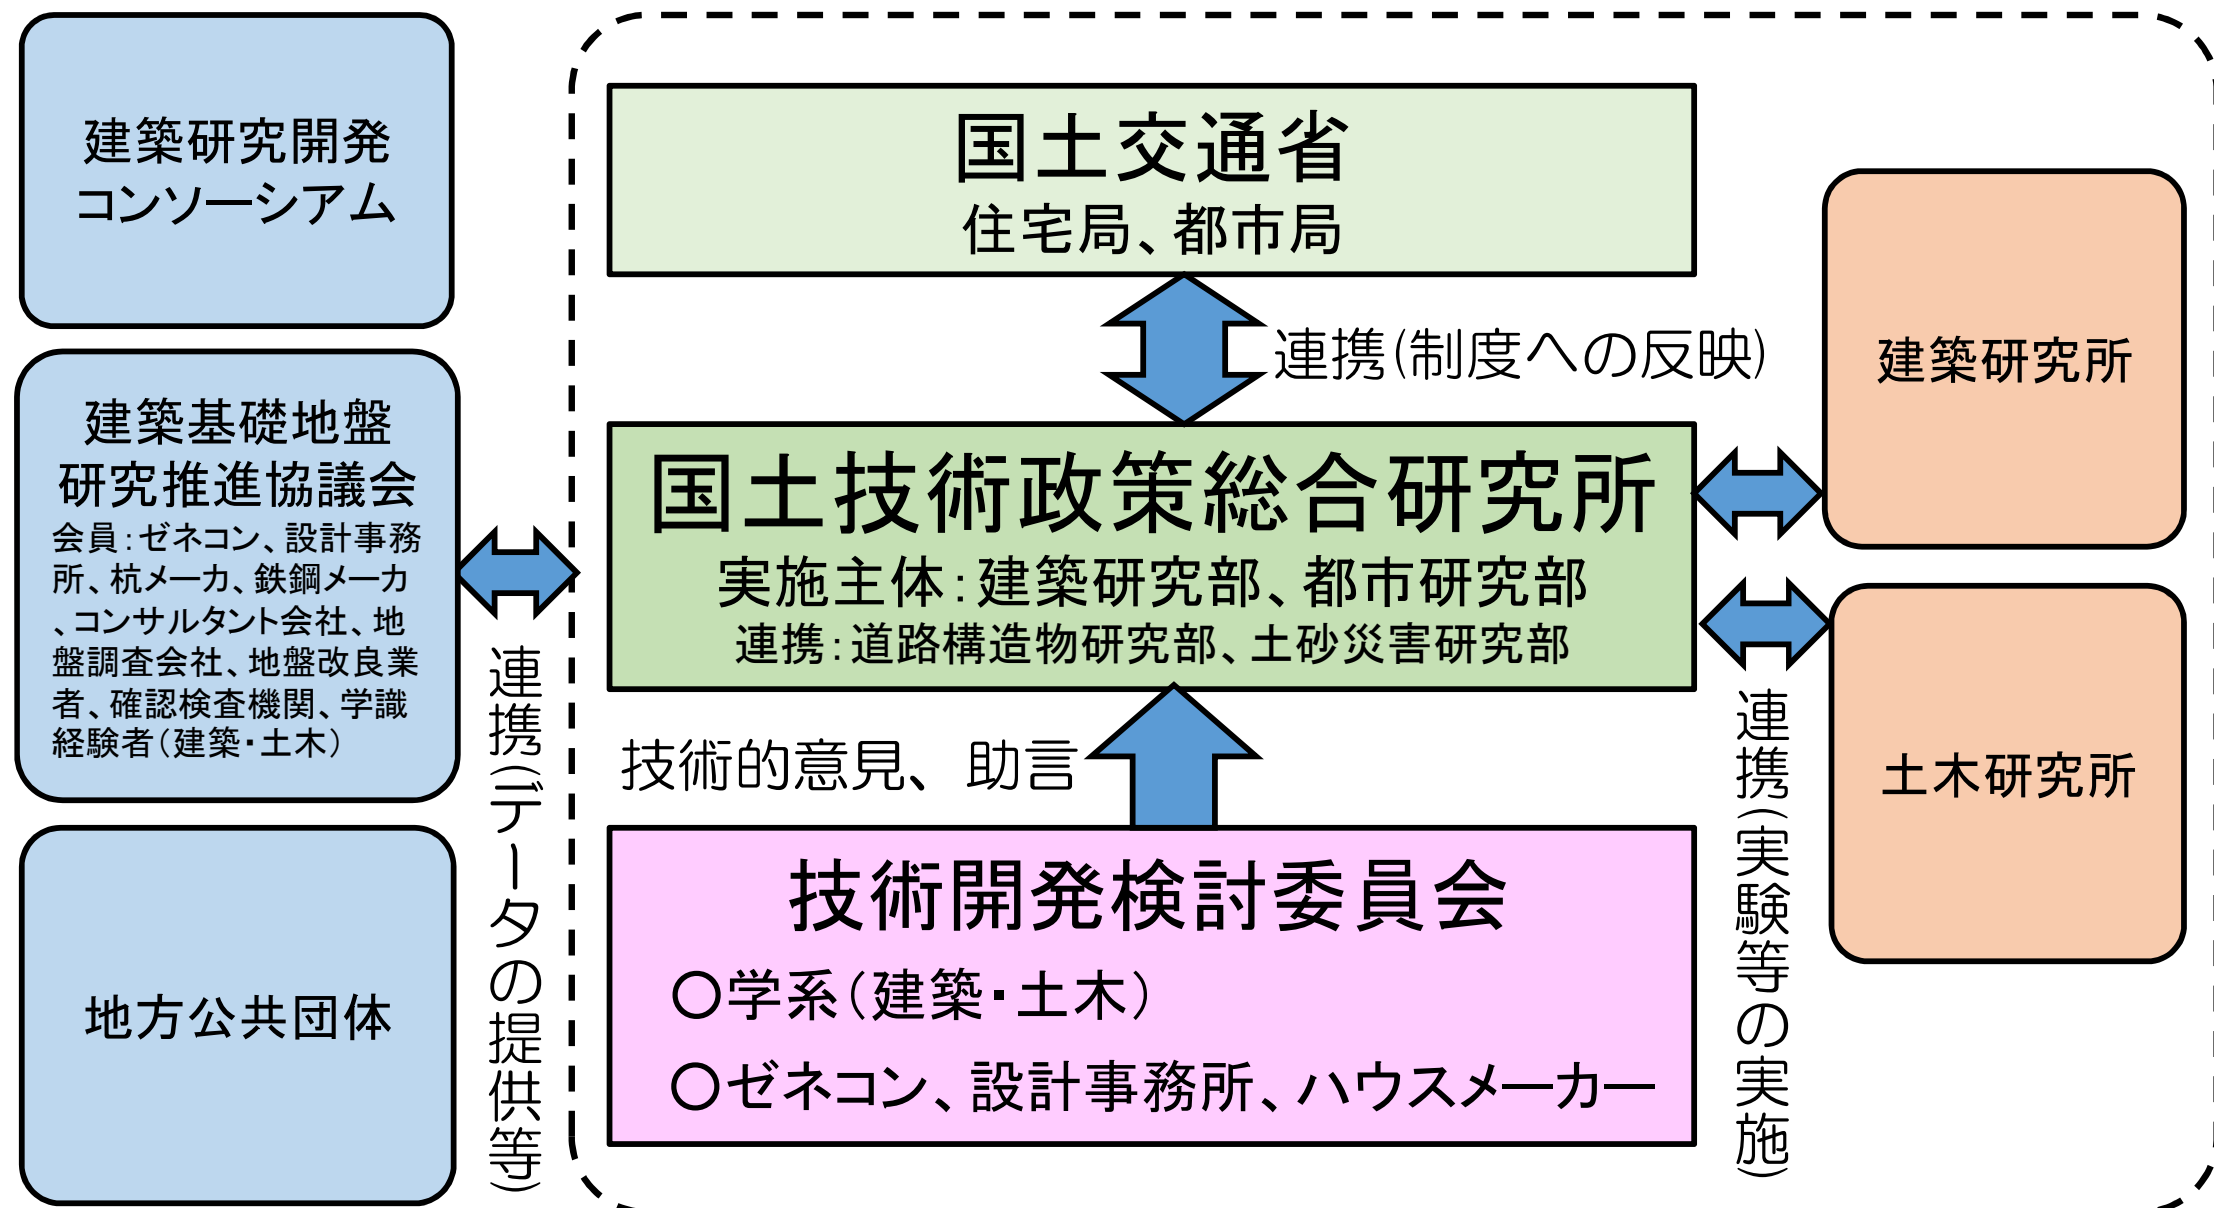 建築研究開発
コンソーシアム
建築基礎地盤
研究推進協議会
会員：ゼネコン、設計事務
所、杭メーカ、鉄鋼メーカ
、コンサルタント会社、地
盤調査会社、地盤改良業
者、確認検査機関、学識
経験者（建築・土木）
地方公共団体
連携(データの提供等)
国土交通省
住宅局、都市局
連携(制度への反映)
国土技術政策総合研究所
実施主体：建築研究部、都市研究部
連携：道路構造物研究部、土砂災害研究部
技術的意見、助言
技術開発検討委員会
〇学系（建築・土木）
〇ゼネコン、設計事務所、ハウスメーカー
建築研究所
土木研究所
連携(実験等の実施)